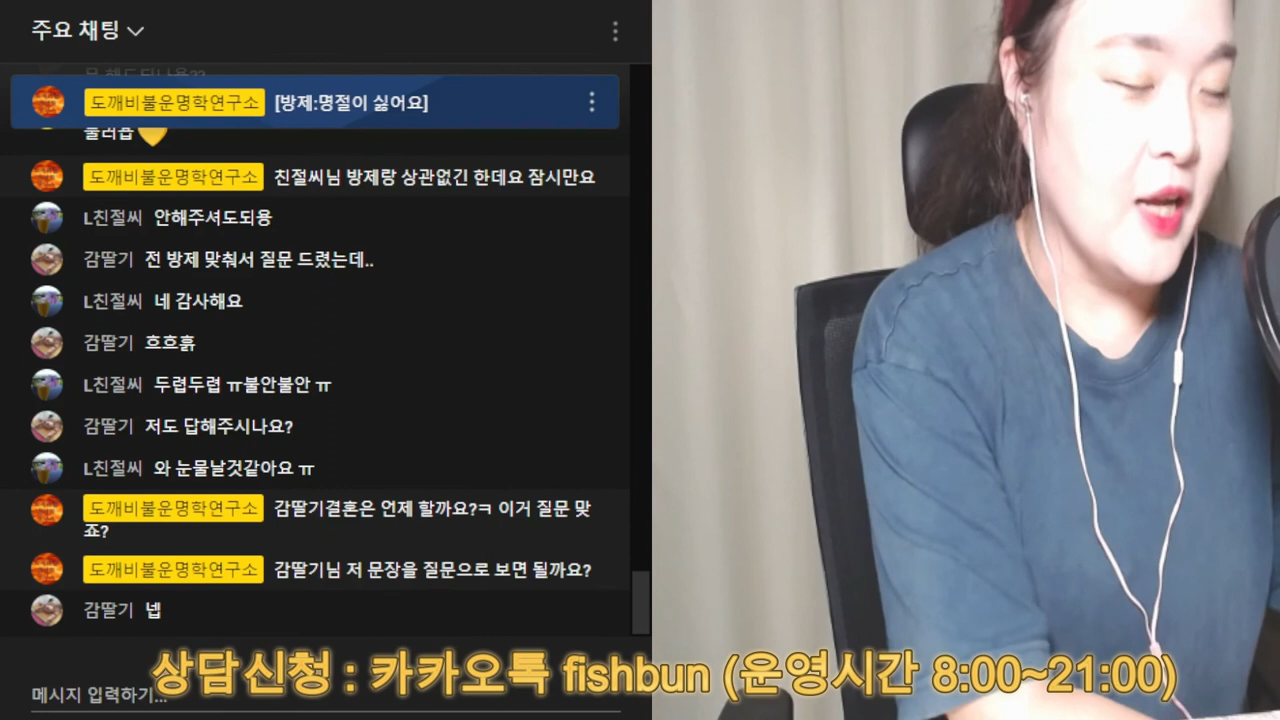 주요 채팅
도깨비불운명학연구소 [방제:명절이 싫어요]
도깨비불운명학연구소 친절씨님 방제랑 상관없긴 한데요 잠시만요
L친절씨 안해주셔도되용
감딸기 전 방제 맞춰서 질문 드렸는데..
L친절씨 네 감사해요
감딸기 흐흐흙
L친절씨 두렵두렵 ㅠ불안불안 ㅠ
감딸기 저도 답해주시나요?
L친절씨 와 눈물날것같아요 ㅠ
도깨비불운명학연구소 감딸기결혼은 언제 할까요?ㅋ 이거 질문 맞
죠?
도깨비불운명학연구소 감딸기님 저 문장을 질문으로 보면 될까요?
감딸기 넵
상담신청 : 카카오톡 fishbun (운영시간 8:00~21:00)
메시지 입력하기...